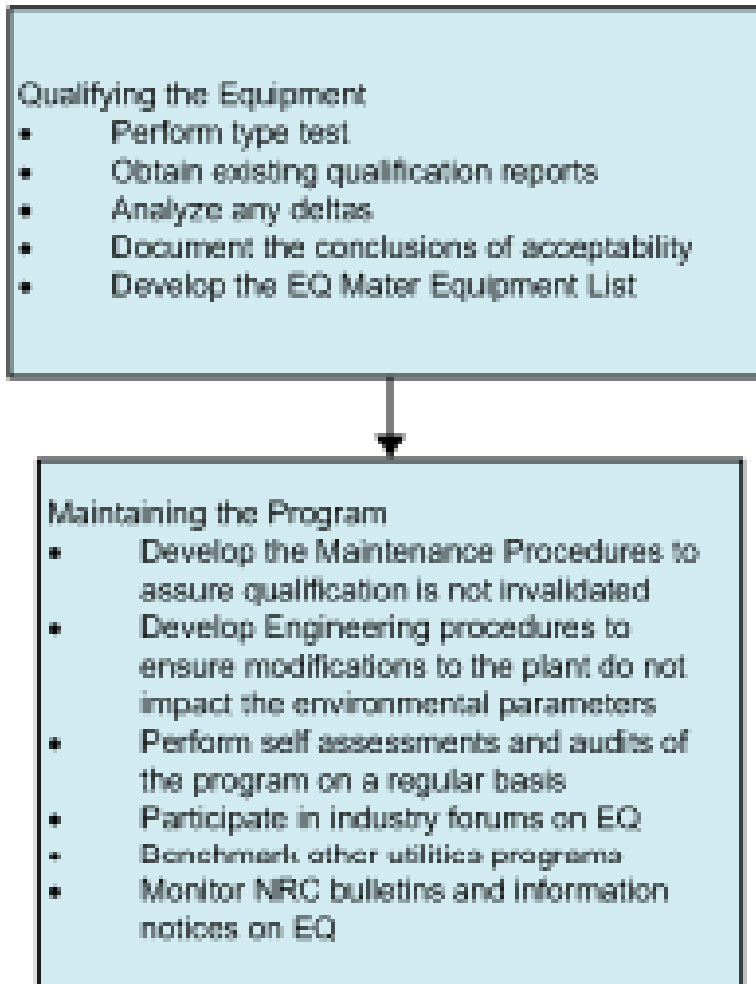 Qualifying the Equipment
• Perform type test
• Obtain existing qualification reports
• Analyze any deltas
• Document the conclusions of acceptability
• Develop the EQ Mater Equipment List
Maintaining the Program
• Develop the Maintenance Procedures to
assure qualification is not invalidated
• Develop Engineering procedures to
ensure modifications to the plant do not
impact the environmental parameters
• Perform self assessments and audits of
the program on a regular basis
• Participate in industry forums on EQ
• Benchmark other utilities programs
• Monitor NRC bulletins and information
notices on EQ